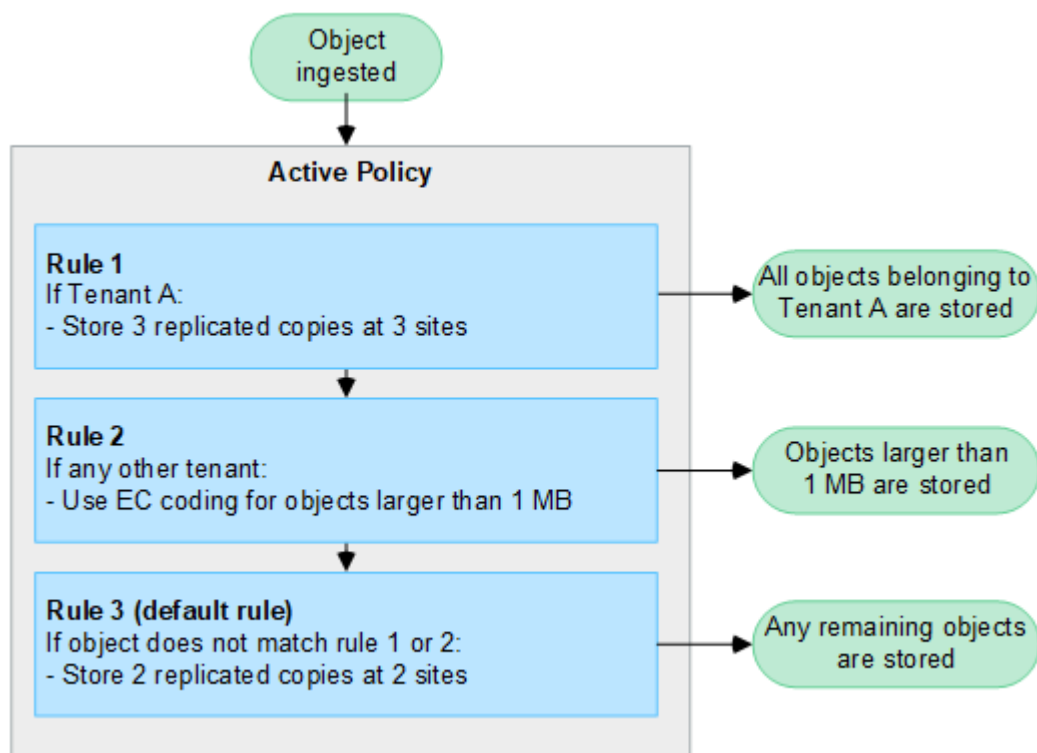 Object
ingested
Active Policy
Rule 1
If Tenant A:
- Store 3 replicated copies at 3 sites
All objects belonging to
Tenant A are stored
Rule 2
If any other tenant:
- Use EC coding for objects larger than 1 MB
Objects larger than
1 MB are stored
Rule 3 (default rule)
If object does not match rule 1 or 2:
- Store 2 replicated copies at 2 sites
Any remaining objects
are stored